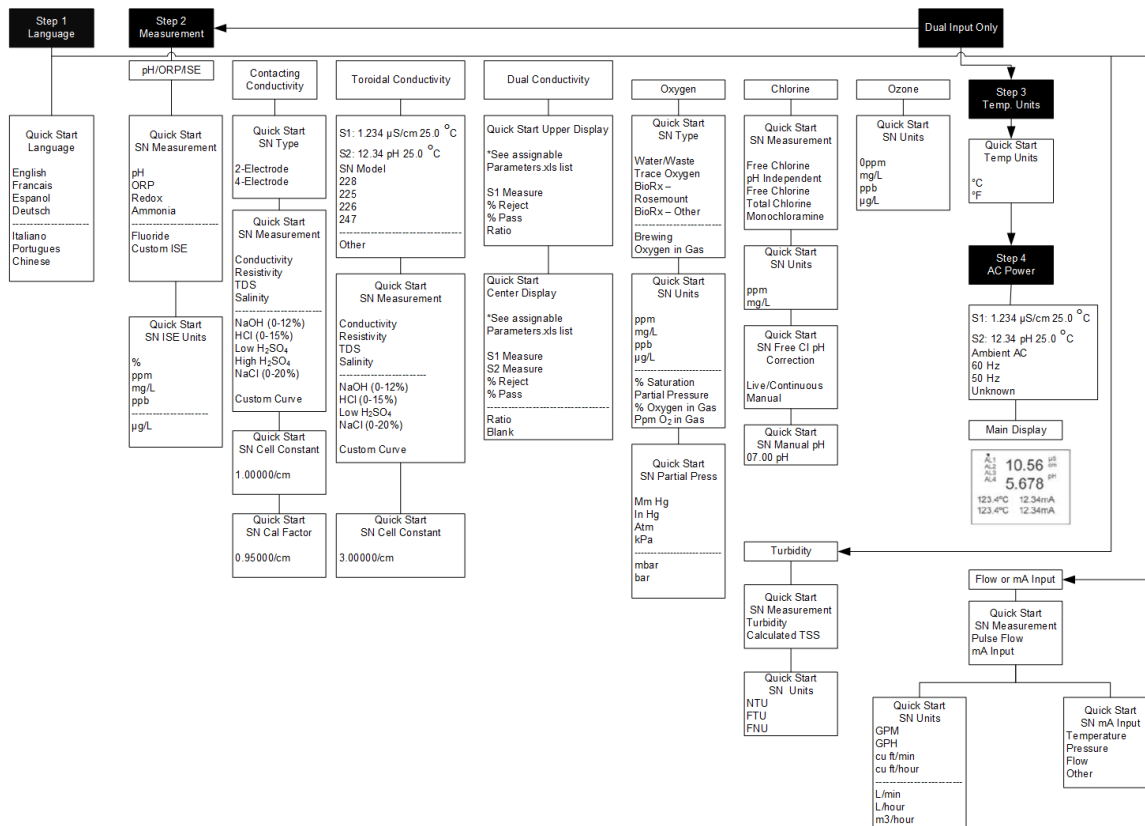 Step 1
Language
Step 2
Measurement
Dual Input Only
pH/ORP/ISE
Contacting
Conductivity
Toroidal Conductivity
Dual Conductivity
Oxygen
Chlorine
Ozone
Step 3
Temp. Units
Quick Start
Language
English
Francais
Espanol
Deutsch
Italiano
Portugues
Chinese
Quick Start
SN Measurement
pH
ORP
Redox
Ammonia
Fluoride
Custom ISE
Quick Start
SN ISE Units
%
ppm
mg/L
ppb
µg/L
Quick Start
SN Type
2-Electrode
4-Electrode
Quick Start
SN Measurement
Conductivity
Resistivity
TDS
Salinity
NaOH (0-12%)
HCl (0-15%)
Low H₂SO₄
High H₂SO₄
NaCl (0-20%)
Custom Curve
Quick Start
SN Cell Constant
1.00000/cm
Quick Start
SN Cal Factor
0.95000/cm
S1: 1.234 µS/cm 25.0 °C
S2: 12.34 pH 25.0 °C
SN Model
228
225
226
247
Other
Quick Start
SN Measurement
Conductivity
Resistivity
TDS
Salinity
NaOH (0-12%)
HCl (0-15%)
Low H₂SO₄
NaCl (0-20%)
Custom Curve
Quick Start
SN Cell Constant
3.00000/cm
Quick Start Upper Display
*See assignable
Parameters.xls list
S1 Measure
% Reject
% Pass
Ratio
Quick Start
Center Display
*See assignable
Parameters.xls list
S1 Measure
S2 Measure
% Reject
% Pass
Ratio
Blank
Quick Start
SN Type
Water/Waste
Trace Oxygen
BioRx –
Rosemount
BioRx – Other
Brewing
Oxygen in Gas
Quick Start
SN Units
ppm
mg/L
ppb
µg/L
% Saturation
Partial Pressure
% Oxygen in Gas
Ppm O₂ in Gas
Quick Start
SN Partial Press
Mm Hg
In Hg
Atm
kPa
mbar
bar
Quick Start
SN Measurement
Free Chlorine
pH Independent
Free Chlorine
Total Chlorine
Monochloramine
Quick Start
SN Units
ppm
mg/L
Quick Start
SN Free Cl pH
Correction
Live/Continuous
Manual
Quick Start
SN Manual pH
07.00 pH
Quick Start
SN Units
0ppm
mg/L
ppb
µg/L
Quick Start
Temp Units
°C
°F
Step 4
AC Power
S1: 1.234 µS/cm 25.0 °C
S2: 12.34 pH 25.0 °C
Ambient AC
60 Hz
50 Hz
Unknown
Main Display
AL1
AL2
AL3
AL4
10.56 µS cm
5.678 pH
123.4ºC 12.34mA
123.4ºC 12.34mA
Turbidity
Quick Start
SN Measurement
Turbidity
Calculated TSS
Quick Start
SN Units
NTU
FTU
FNU
Flow or mA Input
Quick Start
SN Measurement
Pulse Flow
mA Input
Quick Start
SN Units
GPM
GPH
cu ft/min
cu ft/hour
L/min
L/hour
m3/hour
Quick Start
SN mA Input
Temperature
Pressure
Flow
Other